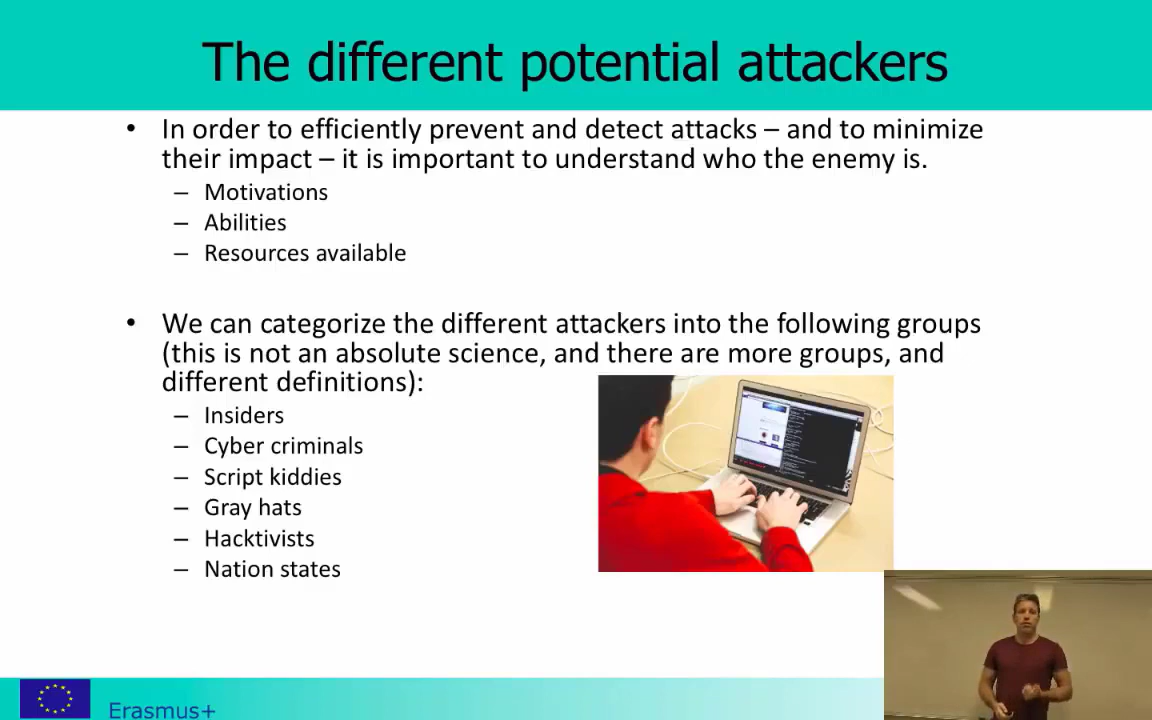 The different potential attackers
• In order to efficiently prevent and detect attacks – and to minimize
their impact – it is important to understand who the enemy is.
– Motivations
– Abilities
– Resources available
• We can categorize the different attackers into the following groups
(this is not an absolute science, and there are more groups, and
different definitions):
– Insiders
– Cyber criminals
– Script kiddies
– Gray hats
– Hacktivists
– Nation states
Erasmus+